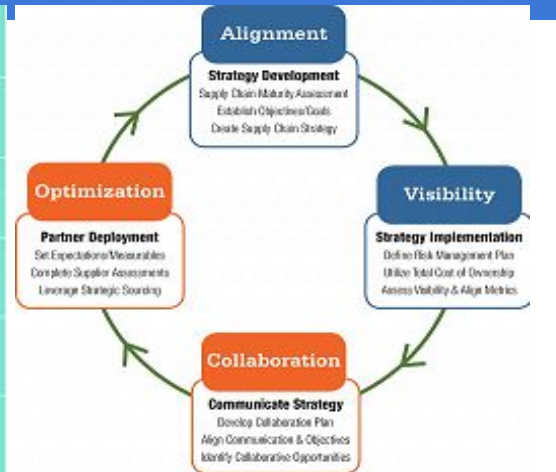 Alignment
Strategy Development
Supply Chain Maturity Assessment
Establish Objectives/Goals
Create Supply Chain Strategy
Visibility
Strategy Implementation
Define Risk Management Plan
Utilize Total Cost of Ownership
Assess Visibility & Align Metrics
Collaboration
Communicate Strategy
Develop Collaboration Plan
Align Communication & Objectives
Identify Collaborative Opportunities
Optimization
Partner Deployment
Set Expectations/Measurables
Complete Supplier Assessments
Leverage Strategic Sourcing